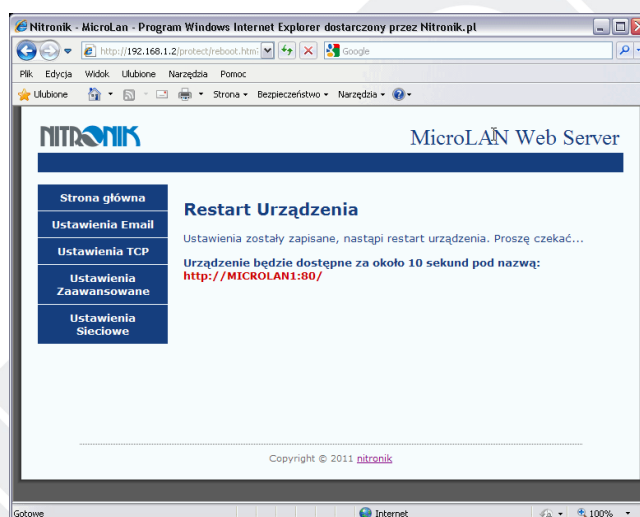 Nitronik - MicroLan - Program Windows Internet Explorer dostarczony przez Nitronik.pl
http://192.168.1.2/protect/reboot.htm
Google
Plik Edycja Widok Ulubione Narzędzia Pomoc
Ulubione Strona Bezpieczeństwo Narzędzia
NITRONIK
MicroLAN Web Server
Strona główna
Ustawienia Email
Ustawienia TCP
Ustawienia
Zaawansowane
Ustawienia
Sieciowe
Restart Urządzenia
Ustawienia zostały zapisane, nastąpi restart urządzenia. Proszę czekać...
Urządzenie będzie dostępne za około 10 sekund pod nazwą:
http://MICROLAN1:80/
Copyright © 2011 nitronik
Gotowe Internet 100%